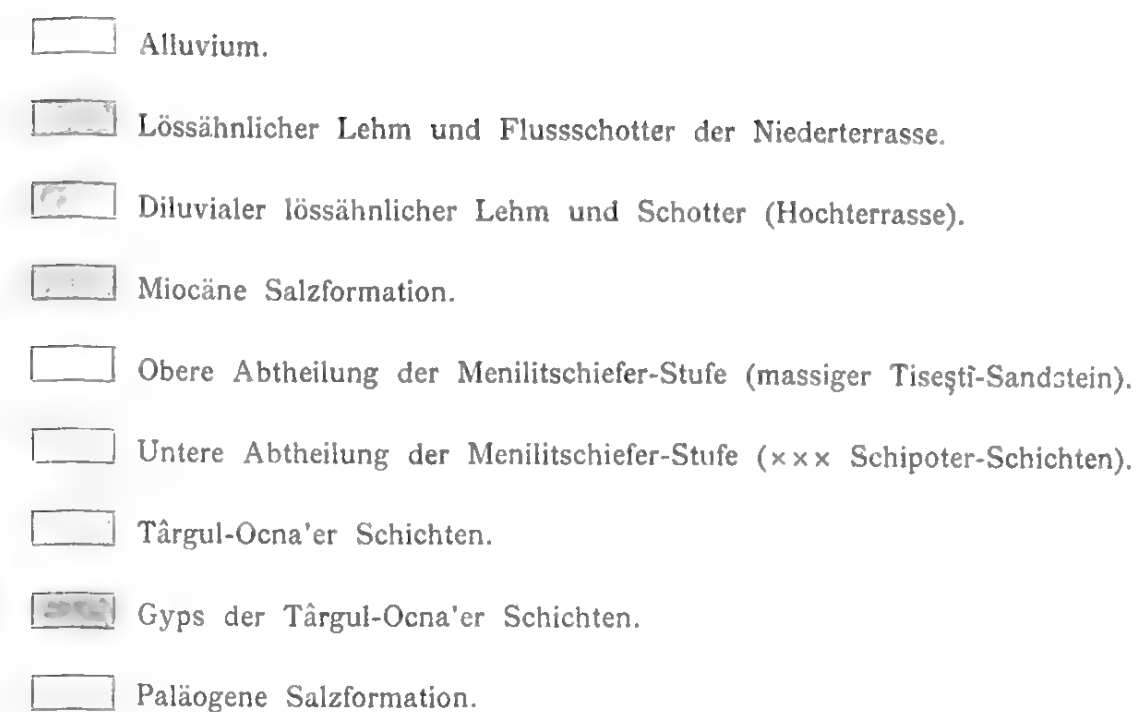 Alluvium.
Lössähnlicher Lehm und Flussschotter der Niederterrasse.
Diluvialer lössähnlicher Lehm und Schotter (Hochterrasse).
Miocäne Salzformation.
Obere Abtheilung der Menilitschiefer-Stufe (massiger Tiseştĭ-Sandstein).
Untere Abtheilung der Menilitschiefer-Stufe (××× Schipoter-Schichten).
Târgul-Ocna'er Schichten.
Gyps der Târgul-Ocna'er Schichten.
Paläogene Salzformation.